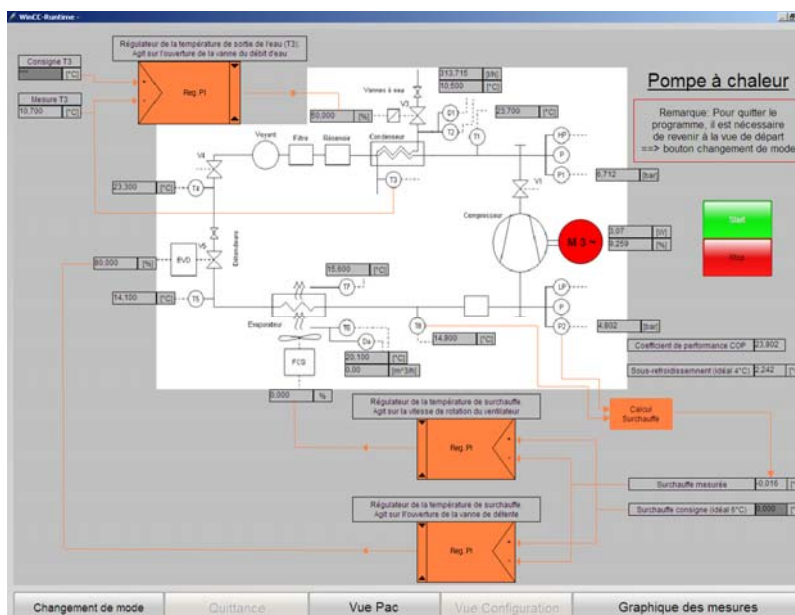 WinCC-Runtime -
Régulateur de la température de sortie de l'eau (T3).
Agit sur l'ouverture de la vanne du débit d'eau
Consigne T3
*** [°C]
Mesure T3
10,700 [°C]
Reg. PI
50,000 [%]
Vannes à eau
V3
313,715 [l/h]
10,500 [°C]
D1
T2
23,700 [°C]
T1
Pompe à chaleur
Remarque: Pour quitter le
programme, il est nécessaire
de revenir à la vue de départ
==> bouton changement de mode
Voyant
Filtre
Réserve
Condenseur
HP
P
P1
6,712 [bar]
V4
23,300 [°C]
T4
T3
V1
Compresseur
M 3 ~
3,07 [W]
9,259 [%]
Start
Stop
80,000 [%]
EVD
V5
Détendeur
14,100 [°C]
T5
15,600 [°C]
T7
Evaporateur
T6
Da
FCS
20,100 [°C]
0,00 [m^3/h]
0,000 %
T8
14,900 [°C]
LP
P
P2
4,802 [bar]
Coefficient de performance COP 23,902
Sous-refroidissemnent (idéal 4°C) 2,242
Régulateur de la température de surchauffe.
Agit sur la vitesse de rotation du ventilateur
Reg. PI
Calcul
Surchauffe
Surchauffe mesurée -0,016
Surchauffe consigne (idéal 6°C) 0,000
Régulateur de la température de surchauffe.
Agit sur l'ouverture de la vanne de détente
Reg. PI
Changement de mode
Quittance
Vue Pac
Vue Configuration
Graphique des mesures